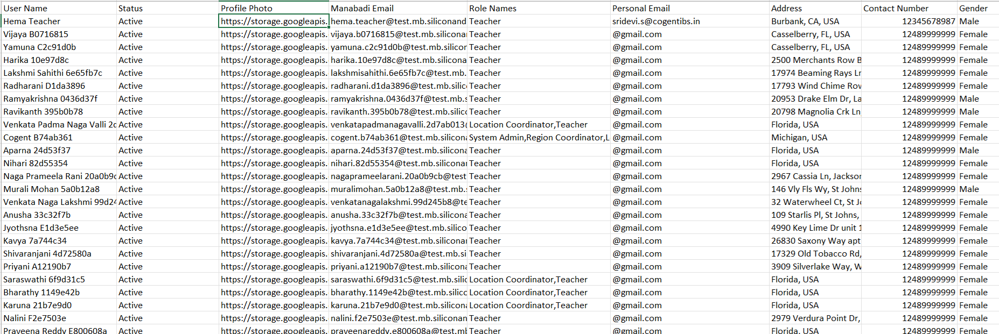 User Name Status Profile Photo Manabadi Email Role Names Personal Email Address Contact Number Gender
Hema Teacher Active https://storage.googleapis. hema.teacher@test.mb.siliconand Teacher sridevi.s@cogentibs.in Burbank, CA, USA 12345678987 Male
Vijaya B0716815 Active https://storage.googleapis. vijaya.b0716815@test.mb.silicona Teacher @gmail.com Casselberry, FL, USA 12489999999 Female
Yamuna C2c91d0b Active https://storage.googleapis. yamuna.c2c91d0b@test.mb.silicor Teacher @gmail.com Casselberry, FL, USA 12489999999 Female
Harika 10e97d8c Active https://storage.googleapis. harika.10e97d8c@test.mb.silicona Teacher @gmail.com 2500 Merchants Row B 12489999999 Female
Lakshmi Sahithi 6e65fb7c Active https://storage.googleapis. lakshmisahithi.6e65fb7c@test.mb. Teacher @gmail.com 17974 Beaming Rays Ln 12489999999 Female
Radharani D1da3896 Active https://storage.googleapis. radharani.d1da3896@test.mb.silic Teacher @gmail.com 17793 Wind Chime Row 12489999999 Female
Ramyakrishna 0436d37f Active https://storage.googleapis. ramyakrishna.0436d37f@test.mb.s Teacher @gmail.com 20953 Drake Elm Dr, La 12489999999 Male
Ravikanth 395b0b78 Active https://storage.googleapis. ravikanth.395b0b78@test.mb.silic Teacher @gmail.com 20798 Magnolia Crk Ln, 12489999999 Male
Venkata Padma Naga Valli 2d Active https://storage.googleapis. venkatapadmanagavalli.2d7ab013 Location Coordinator,Teacher @gmail.com Florida, USA 12489999999 Female
Cogent B74ab361 Active https://storage.googleapis. cogent.b74ab361@test.mb.silicona System Admin,Region Coordinator,L @gmail.com Michigan, USA 12489999999 Female
Aparna 24d53f37 Active https://storage.googleapis. aparna.24d53f37@test.mb.silicona Teacher @gmail.com Florida, USA 12489999999 Male
Nihari 82d55354 Active https://storage.googleapis. nihari.82d55354@test.mb.siliconar Teacher @gmail.com Florida, USA 12489999999 Female
Naga Prameela Rani 20a0b9c Active https://storage.googleapis. nagaprameelarani.20a0b9cb@test Teacher @gmail.com 2967 Cassia Ln, Jackson 12489999999 Female
Murali Mohan 5a0b12a8 Active https://storage.googleapis. muralimohan.5a0b12a8@test.mb.s Teacher @gmail.com 146 Vly Fls Wy, St Johns 12489999999 Male
Venkata Naga Lakshmi 99d24 Active https://storage.googleapis. venkatanagalakshmi.99d245b8@te Teacher @gmail.com 32 Waterwheel Ct, St Jo 12489999999 Female
Anusha 33c32f7b Active https://storage.googleapis. anusha.33c32f7b@test.mb.silicona Teacher @gmail.com 109 Starlis Pl, St Johns, 12489999999 Female
Jyothsna E1d3e5ee Active https://storage.googleapis. jyothsna.e1d3e5ee@test.mb.silico Teacher @gmail.com 4990 Key Lime Dr unit 1 12489999999 Female
Kavya 7a744c34 Active https://storage.googleapis. kavya.7a744c34@test.mb.siliconar Teacher @gmail.com 26830 Saxony Way apt 12489999999 Female
Shivaranjani 4d72580a Active https://storage.googleapis. shivaranjani.4d72580a@test.mb.si Teacher @gmail.com 17329 Old Tobacco Rd, 12489999999 Female
Priyani A12190b7 Active https://storage.googleapis. priyani.a12190b7@test.mb.silicona Teacher @gmail.com 3909 Silverlake Way, W 12489999999 Female
Saraswathi 6f9d31c5 Active https://storage.googleapis. saraswathi.6f9d31c5@test.mb.silic Location Coordinator,Teacher @gmail.com Florida, USA 12489999999 Female
Bharathy 1149e42b Active https://storage.googleapis. bharathy.1149e42b@test.mb.silicc Location Coordinator,Teacher @gmail.com Florida, USA 12489999999 Female
Karuna 21b7e9d0 Active https://storage.googleapis. karuna.21b7e9d0@test.mb.silicona Location Coordinator,Teacher @gmail.com Florida, USA 12489999999 Female
Nalini F2e7503e Active https://storage.googleapis. nalini.f2e7503e@test.mb.siliconan Teacher @gmail.com 2979 Verdura Point Dr, 12489999999 Female
Praveena Reddy E800608a Active https://storage.googleapis. praveenareddy.e800608a@test.mb Teacher @gmail.com Florida, USA 12489999999 Female